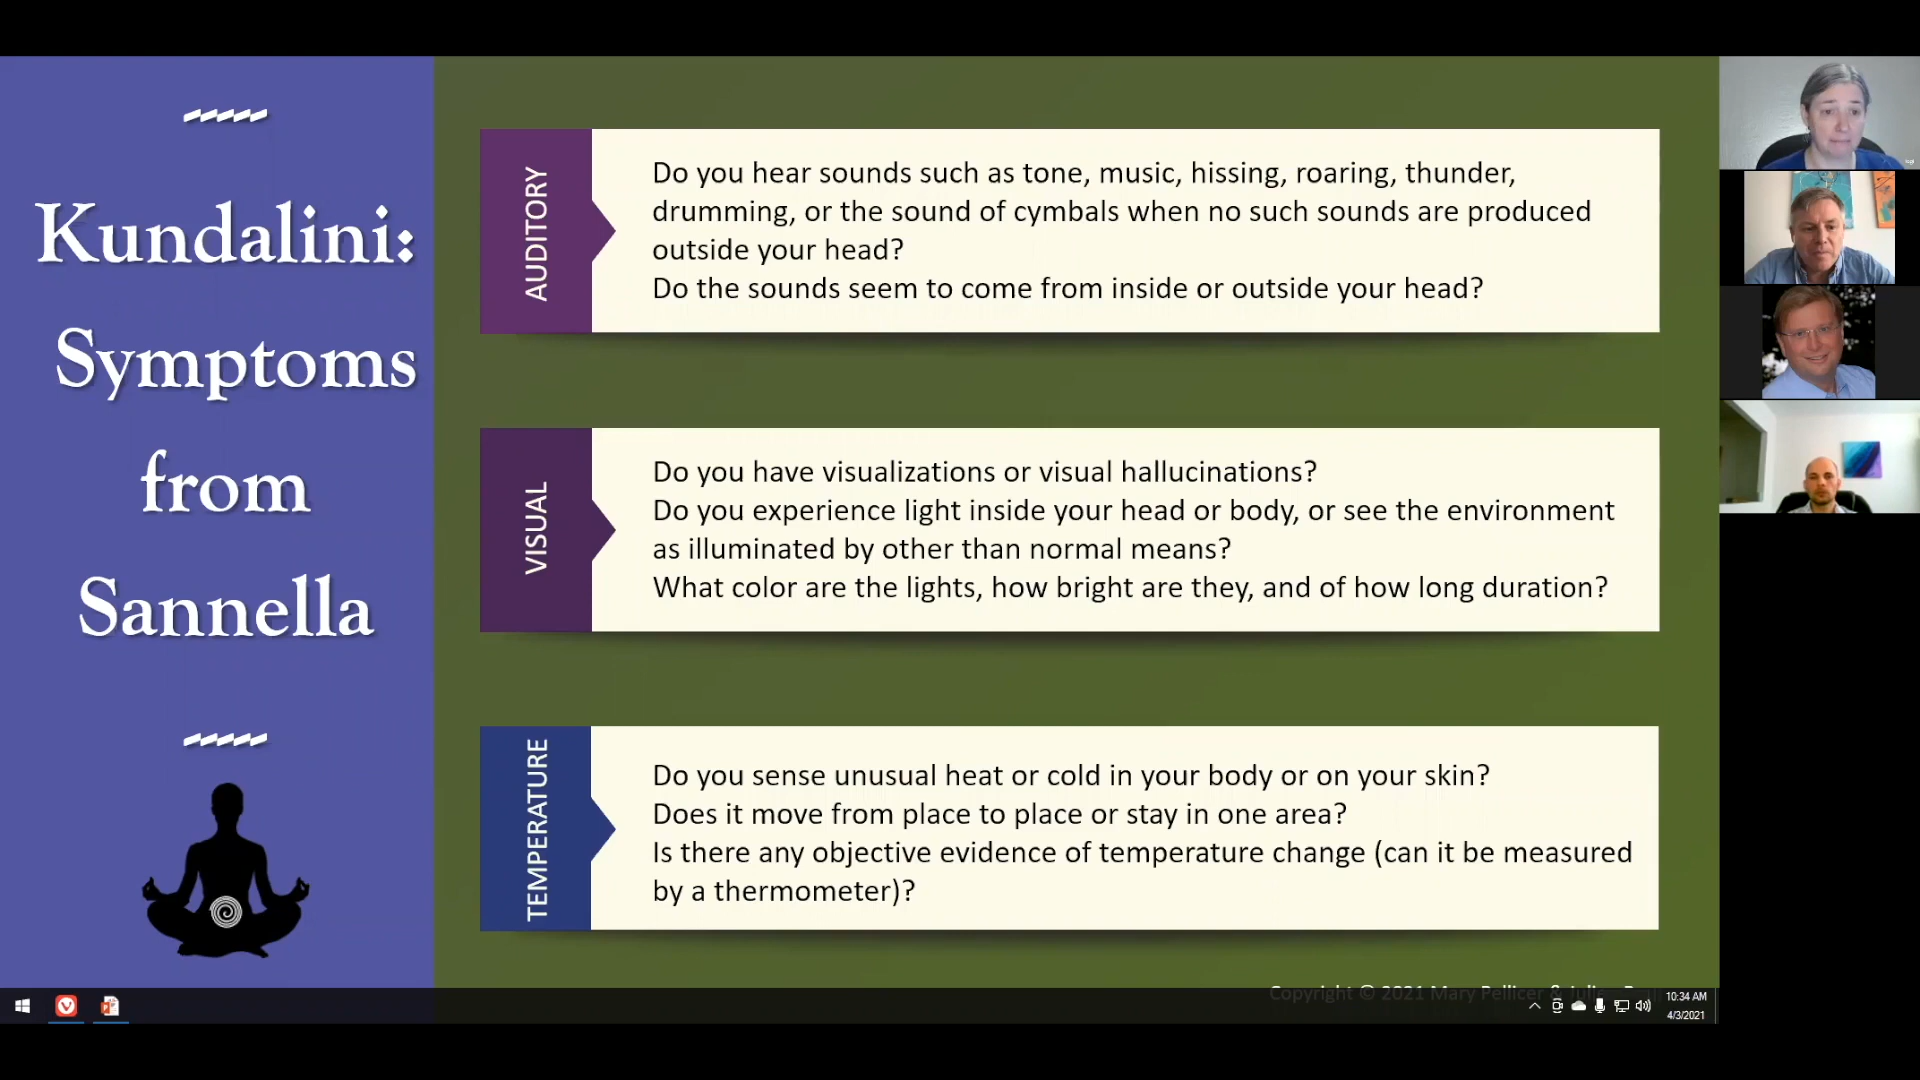 Kundalini:
Symptoms
from
Sannella
AUDITORY
Do you hear sounds such as tone, music, hissing, roaring, thunder,
drumming, or the sound of cymbals when no such sounds are produced
outside your head?
Do the sounds seem to come from inside or outside your head?
VISUAL
Do you have visualizations or visual hallucinations?
Do you experience light inside your head or body, or see the environment
as illuminated by other than normal means?
What color are the lights, how bright are they, and of how long duration?
TEMPERATURE
Do you sense unusual heat or cold in your body or on your skin?
Does it move from place to place or stay in one area?
Is there any objective evidence of temperature change (can it be measured
by a thermometer)?
Copyright © 2021 Mary Pellicer &
10:34 AM
4/3/2021